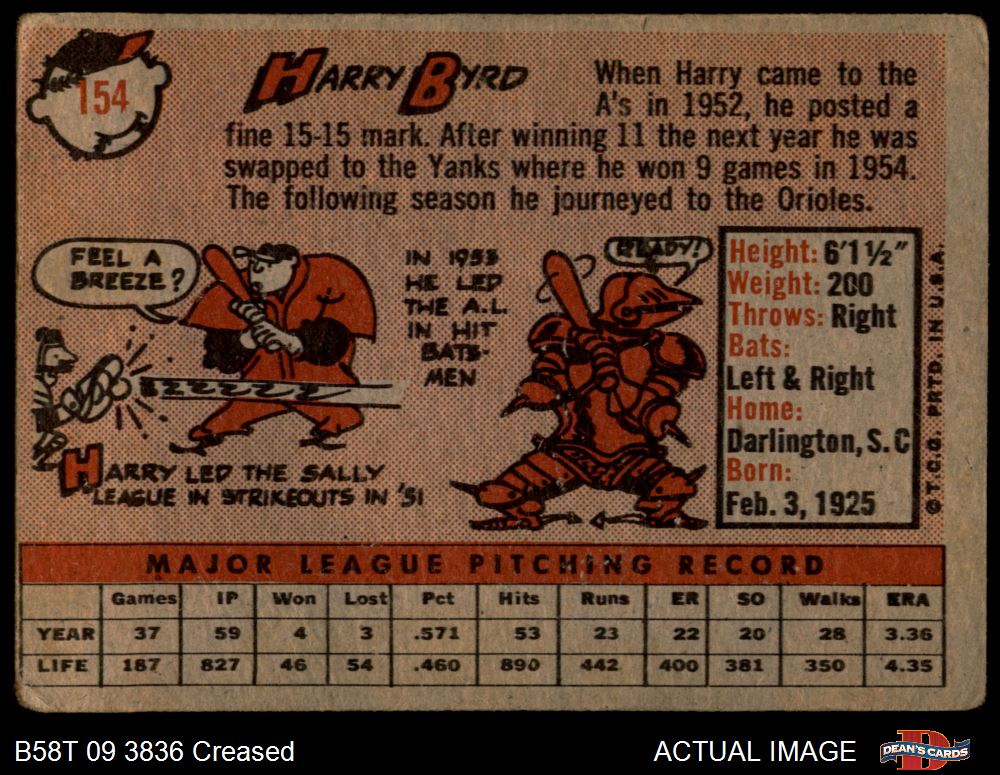 154
HARRY BYRD
When Harry came to the
A's in 1952, he posted a
fine 15-15 mark. After winning 11 the next year he was
swapped to the Yanks where he won 9 games in 1954.
The following season he journeyed to the Orioles.
FEEL A
BREEZE?
HARRY LED THE SALLY
LEAGUE IN STRIKEOUTS IN '51
IN 1953
HE LED
THE A.L.
IN HIT
BATS-
MEN
READY!
Height: 6'1½"
Weight: 200
Throws: Right
Bats:
Left & Right
Home:
Darlington, S.C
Born:
Feb. 3, 1925
©T.C.G. PRTD. IN U.S.A.
MAJOR LEAGUE PITCHING RECORD
Games IP Won Lost Pct Hits Runs ER SO Walks ERA
YEAR 37 59 4 3 .571 53 23 22 20 28 3.36
LIFE 187 827 46 54 .460 890 442 400 381 350 4.35
B58T 09 3836 Creased
ACTUAL IMAGE
DEAN'S CARDS